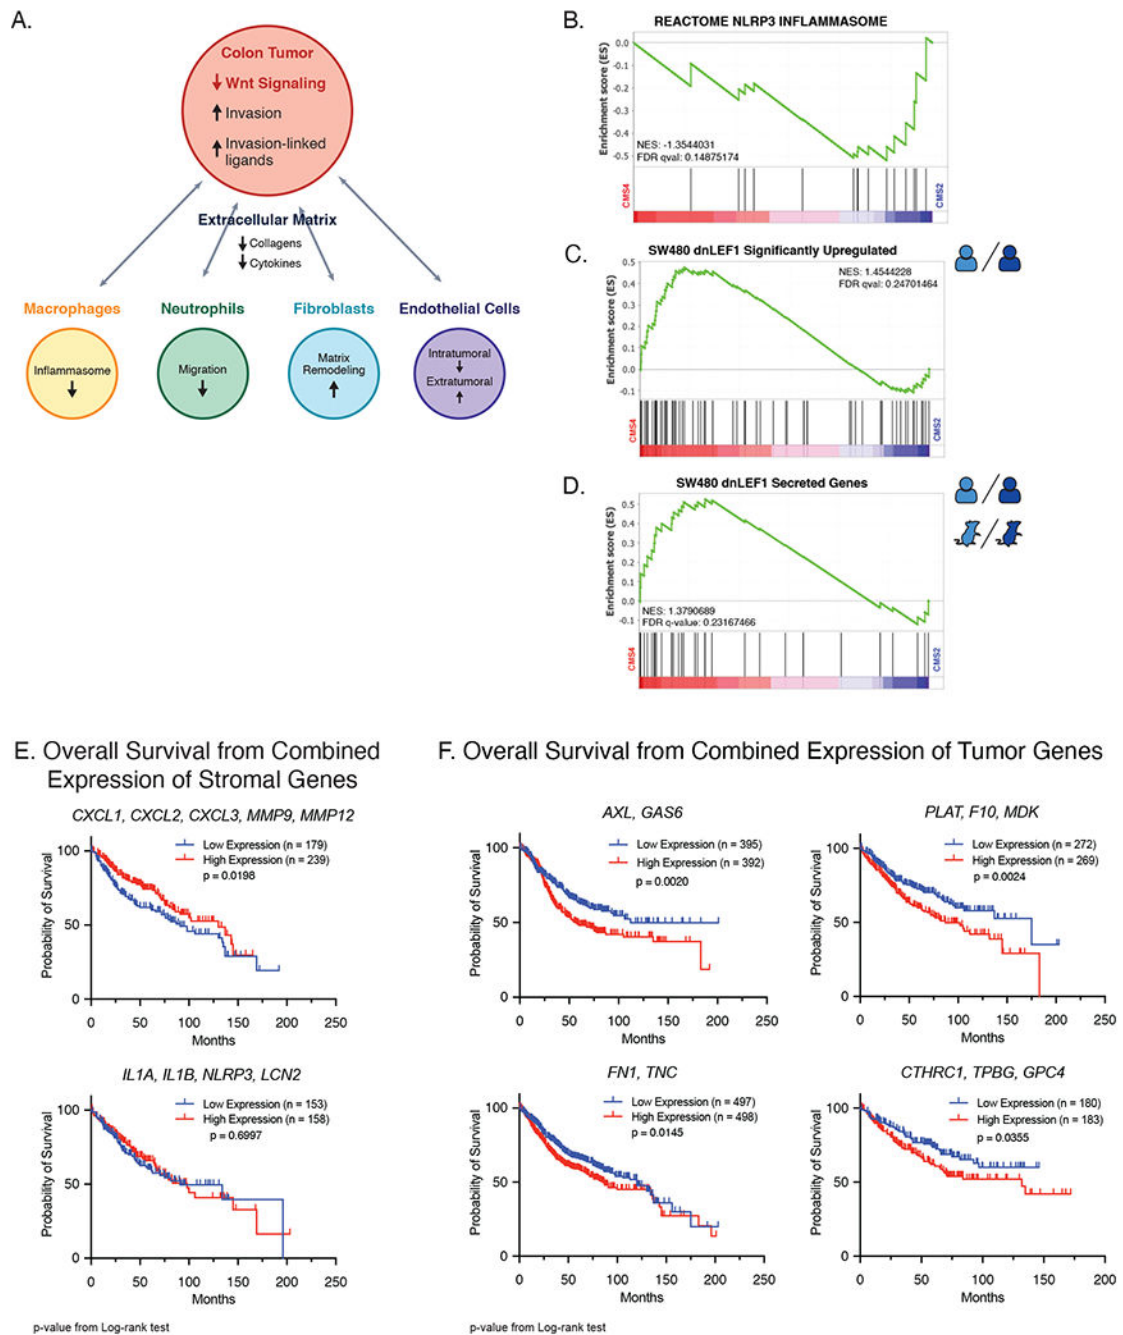 A.
Colon Tumor
↓ Wnt Signaling
↑ Invasion
↑ Invasion-linked
ligands
Extracellular Matrix
↓ Collagens
↓ Cytokines
Macrophages
Neutrophils
Fibroblasts
Endothelial Cells
Inflammasome
↓
Migration
↓
Matrix
Remodeling
↑
Intratumoral
↓
Extratumoral
↑
B.
REACTOME NLRP3 INFLAMMASOME
Enrichment score (ES)
0.0
-0.1
-0.2
-0.3
-0.4
-0.5
NES: -1.3544031
FDR qval: 0.14875174
CMS4
CMS2
C.
SW480 dnLEF1 Significantly Upregulated
Enrichment score (ES)
0.5
0.4
0.3
0.2
0.1
0.0
-0.1
NES: 1.4544228
FDR qval: 0.24701464
CMS4
CMS2
D.
SW480 dnLEF1 Secreted Genes
Enrichment score (ES)
0.5
0.4
0.3
0.2
0.1
0.0
-0.1
NES: 1.3790689
FDR q-value: 0.23167466
CMS4
CMS2
E. Overall Survival from Combined
Expression of Stromal Genes
CXCL1, CXCL2, CXCL3, MMP9, MMP12
Low Expression (n = 179)
High Expression (n = 239)
p = 0.0198
Probability of Survival
100
50
0
0 50 100 150 200 250
Months
IL1A, IL1B, NLRP3, LCN2
Low Expression (n = 153)
High Expression (n = 158)
p = 0.6997
Probability of Survival
100
50
0
0 50 100 150 200 250
Months
p-value from Log-rank test
F. Overall Survival from Combined Expression of Tumor Genes
AXL, GAS6
Low Expression (n = 395)
High Expression (n = 392)
p = 0.0020
Probability of Survival
100
50
0
0 50 100 150 200 250
Months
PLAT, F10, MDK
Low Expression (n = 272)
High Expression (n = 269)
p = 0.0024
Probability of Survival
100
50
0
0 50 100 150 200 250
Months
FN1, TNC
Low Expression (n = 497)
High Expression (n = 498)
p = 0.0145
Probability of Survival
100
50
0
0 50 100 150 200 250
Months
CTHRC1, TPBG, GPC4
Low Expression (n = 180)
High Expression (n = 183)
p = 0.0355
Probability of Survival
100
50
0
0 50 100 150 200 250
Months
p-value from Log-rank test